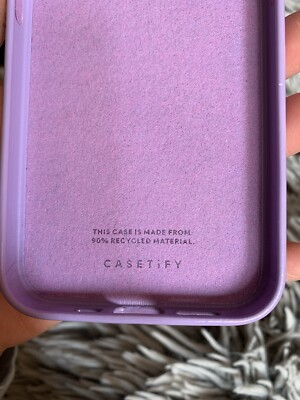 THIS CASE IS MADE FROM
90% RECYCLED MATERIAL.
CASETiFY